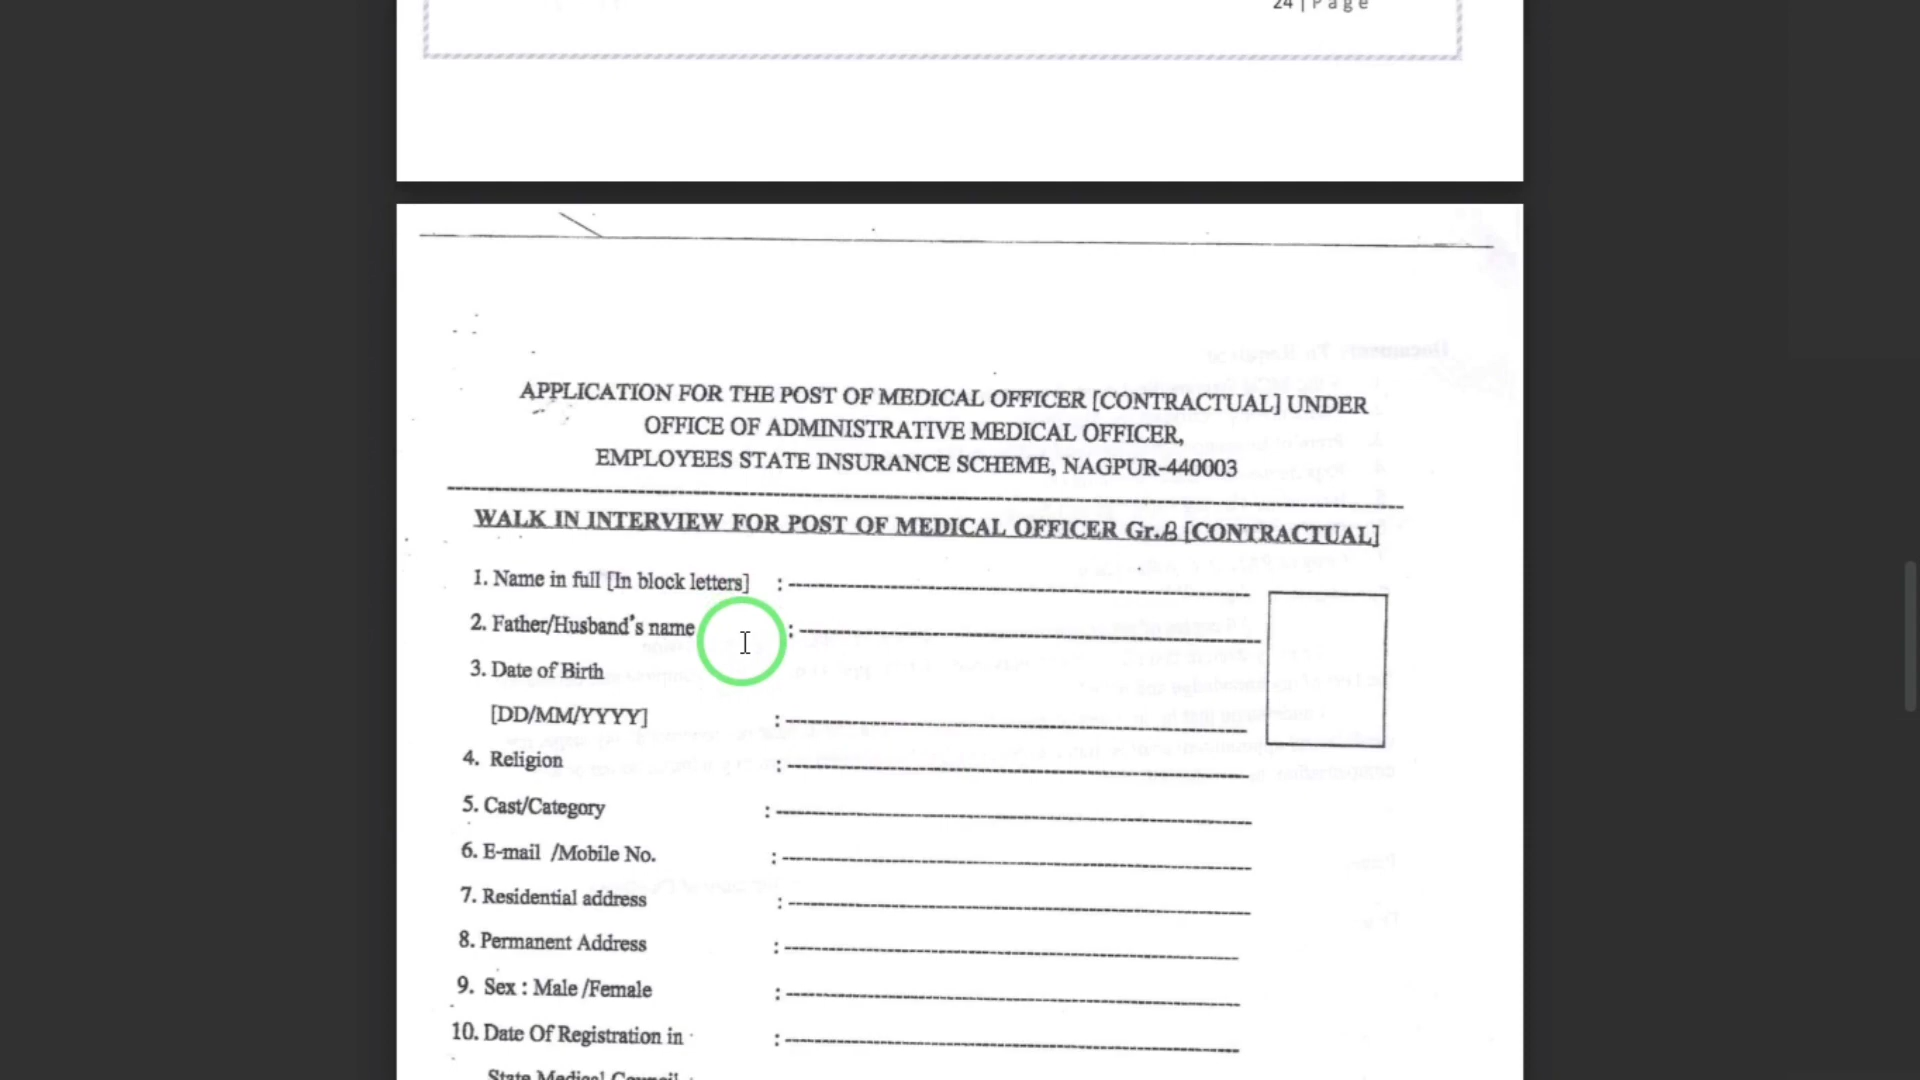 24 | Page
APPLICATION FOR THE POST OF MEDICAL OFFICER [CONTRACTUAL] UNDER
OFFICE OF ADMINISTRATIVE MEDICAL OFFICER,
EMPLOYEES STATE INSURANCE SCHEME, NAGPUR-440003
WALK IN INTERVIEW FOR POST OF MEDICAL OFFICER Gr.B [CONTRACTUAL]
1. Name in full [In block letters] :
2. Father/Husband's name :
3. Date of Birth
[DD/MM/YYYY] :
4. Religion :
5. Cast/Category :
6. E-mail /Mobile No. :
7. Residential address :
8. Permanent Address :
9. Sex : Male /Female :
10. Date Of Registration in :
State Medical Council